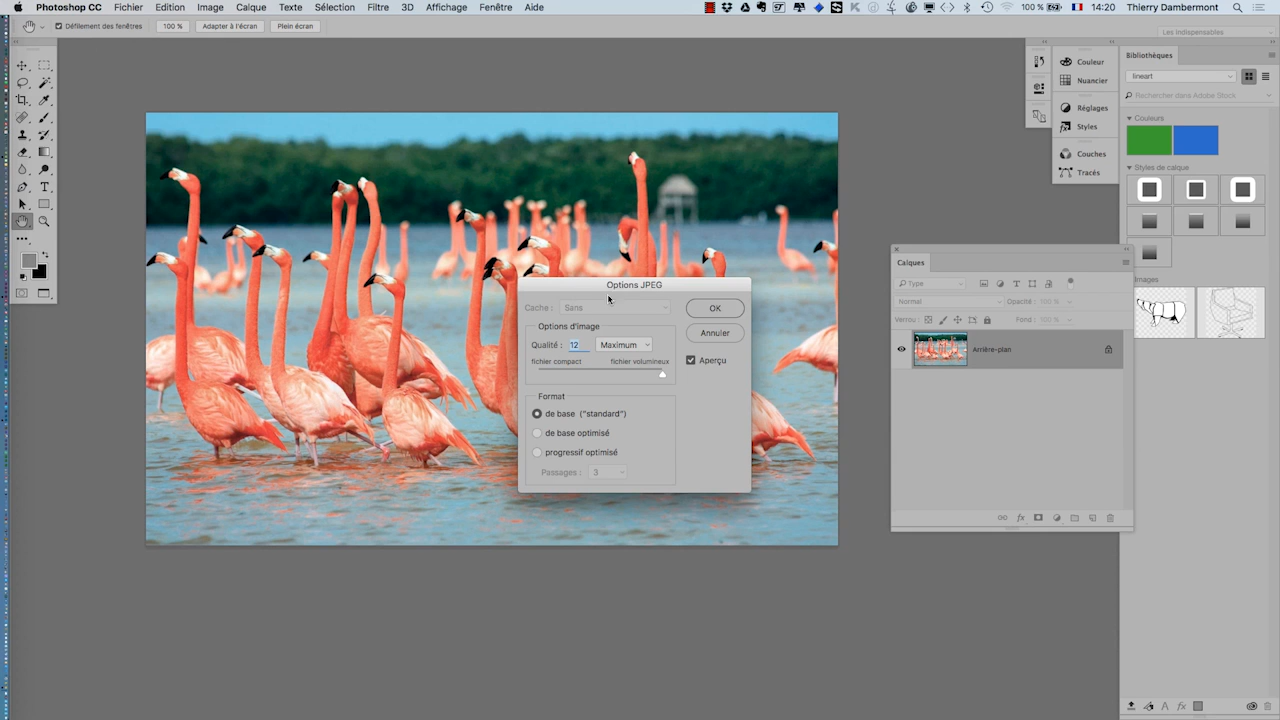 Photoshop CC Fichier Edition Image Calque Texte Sélection Filtre 3D Affichage Fenêtre Aide 100 % 14:20 Thierry Dambermont
Défilement des fenêtres 100 % Adapter à l'écran Plein écran Les Indispensables
Couleur
Nuancier
Réglages
Styles
Couches
Tracés
Bibliothèques
lineart
Rechercher dans Adobe Stock
Couleurs
Styles de calque
Images
Calques
Type
Normal Opacité : 100 %
Verrou : Fond : 100 %
Arrière-plan
Options JPEG
Cache : Sans
OK
Annuler
Aperçu
Options d'image
Qualité : 12 Maximum
fichier compact fichier volumineux
Format
de base ("standard")
de base optimisé
progressif optimisé
Passages : 3